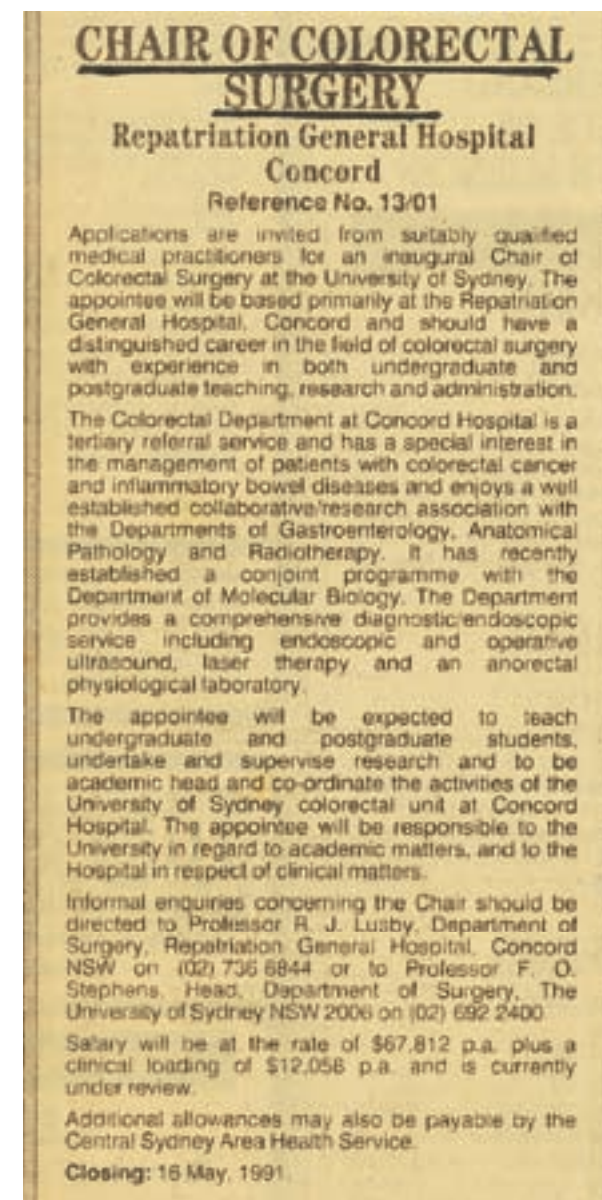 CHAIR OF COLORECTAL
SURGERY
Repatriation General Hospital
Concord
Reference No. 13/01
Applications are invited from suitably qualified
medical practitioners for an inaugural Chair of
Colorectal Surgery at the University of Sydney. The
appointee will be based primarily at the Repatriation
General Hospital, Concord and should have a
distinguished career in the field of colorectal surgery
with experience in both undergraduate and
postgraduate teaching, research and administration.
The Colorectal Department at Concord Hospital is a
tertiary referral service and has a special interest in
the management of patients with colorectal cancer
and inflammatory bowel diseases and enjoys a well
established collaborative/research association with
the Departments of Gastroenterology, Anatomical
Pathology and Radiotherapy. It has recently
established a conjoint programme with the
Department of Molecular Biology. The Department
provides a comprehensive diagnostic/endoscopic
service including endoscopic and operative
ultrasound, laser therapy and an anorectal
physiological laboratory.
The appointee will be expected to teach
undergraduate and postgraduate students,
undertake and supervise research and to be
academic head and co-ordinate the activities of the
University of Sydney colorectal unit at Concord
Hospital. The appointee will be responsible to the
University in regard to academic matters, and to the
Hospital in respect of clinical matters.
Informal enquiries concerning the Chair should be
directed to Professor R. J. Lusby, Department of
Surgery, Repatriation General Hospital, Concord
NSW on (02) 736 6844 or to Professor F. O.
Stephens, Head, Department of Surgery, The
University of Sydney NSW 2006 on (02) 692 2400.
Salary will be at the rate of $67,812 p.a. plus a
clinical loading of $12,056 p.a. and is currently
under review.
Additional allowances may also be payable by the
Central Sydney Area Health Service.
Closing: 16 May, 1991.